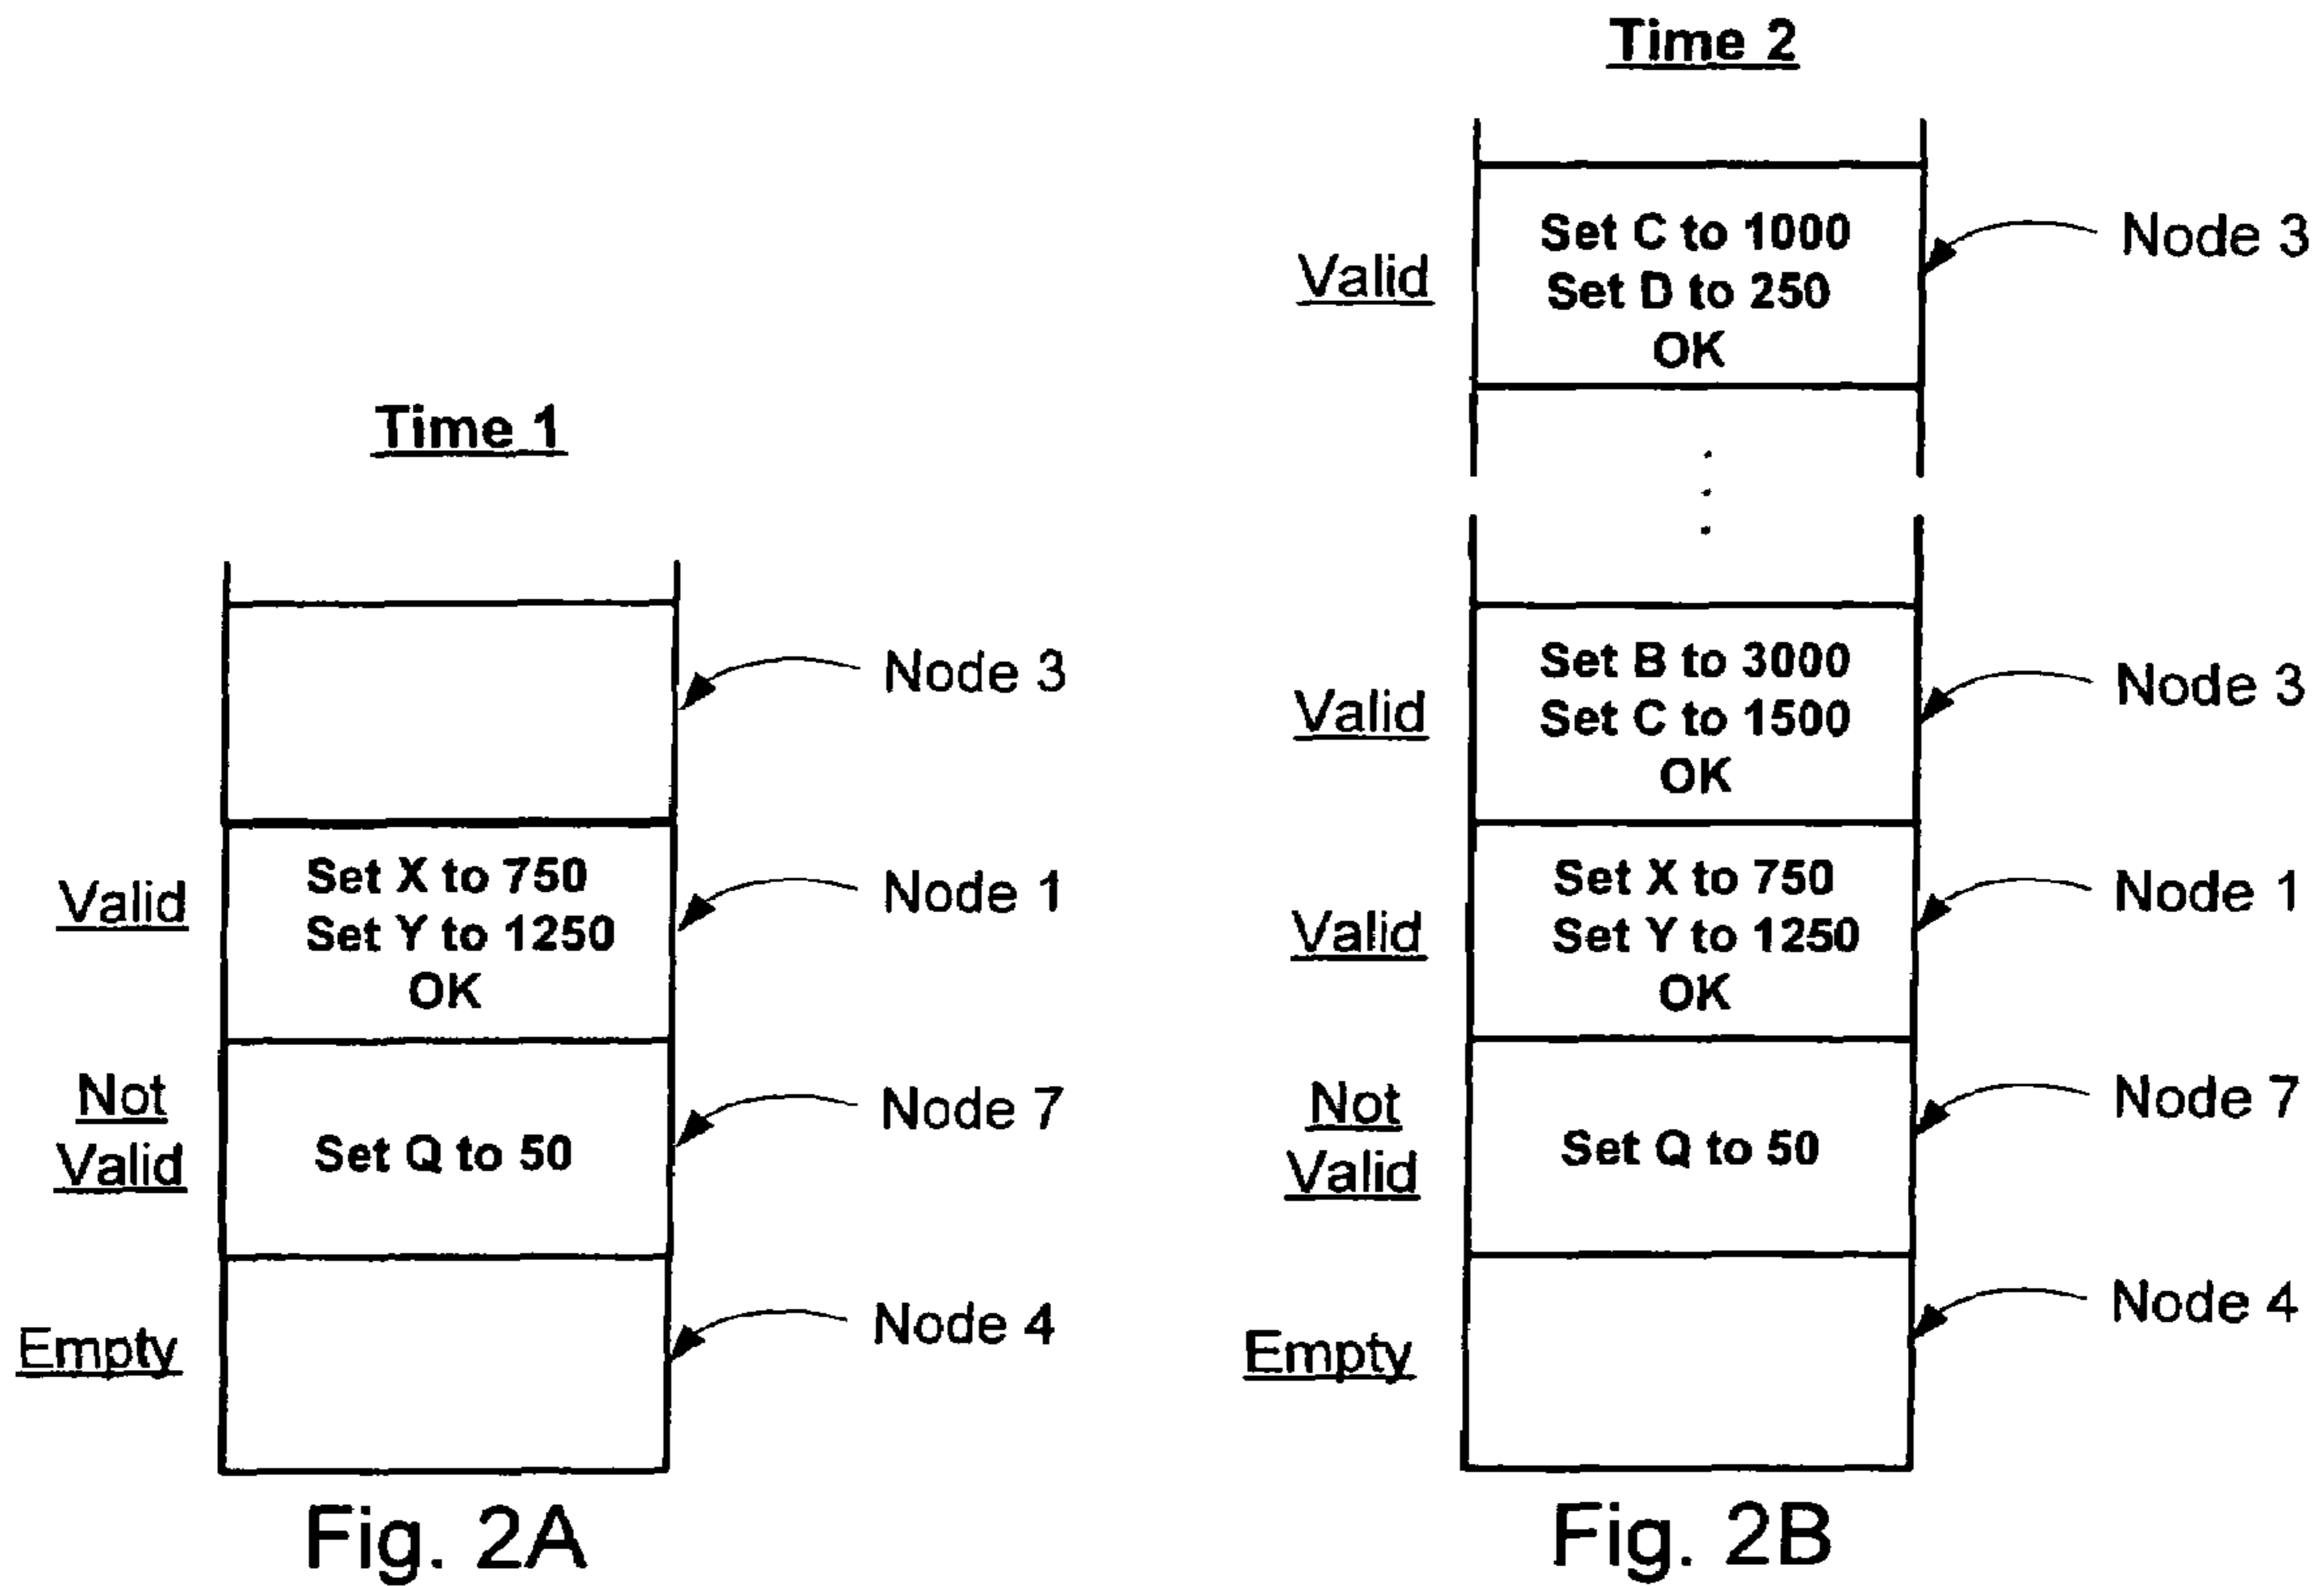 Time 1
Node 3
Valid
Set X to 750
Set Y to 1250
OK
Node 1
Not
Valid
Set Q to 50
Node 7
Empty
Node 4
Fig. 2A
Time 2
Valid
Set C to 1000
Set D to 250
OK
Node 3
Valid
Set B to 3000
Set C to 1500
OK
Node 3
Valid
Set X to 750
Set Y to 1250
OK
Node 1
Not
Valid
Set Q to 50
Node 7
Empty
Node 4
Fig. 2B